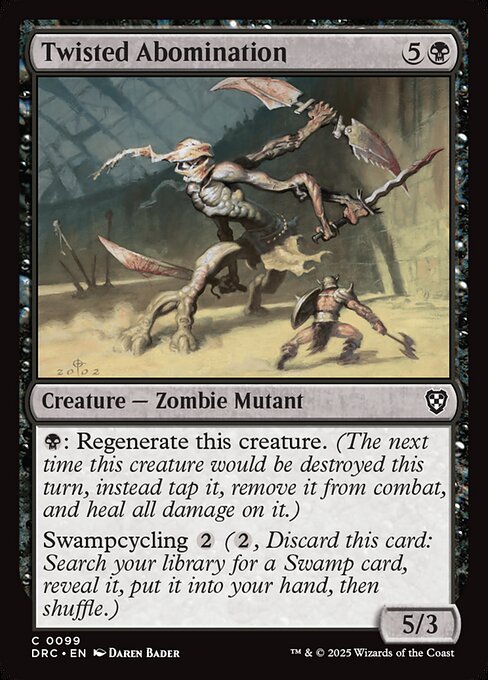 Twisted Abomination 5
2002
Creature — Zombie Mutant
: Regenerate this creature. (The next
time this creature would be destroyed this
turn, instead tap it, remove it from combat,
and heal all damage on it.)
Swampcycling 2 (2, Discard this card:
Search your library for a Swamp card,
reveal it, put it into your hand, then
shuffle.)
5/3
C 0099
DRC • EN DAREN BADER
™ & © 2025 Wizards of the Coast